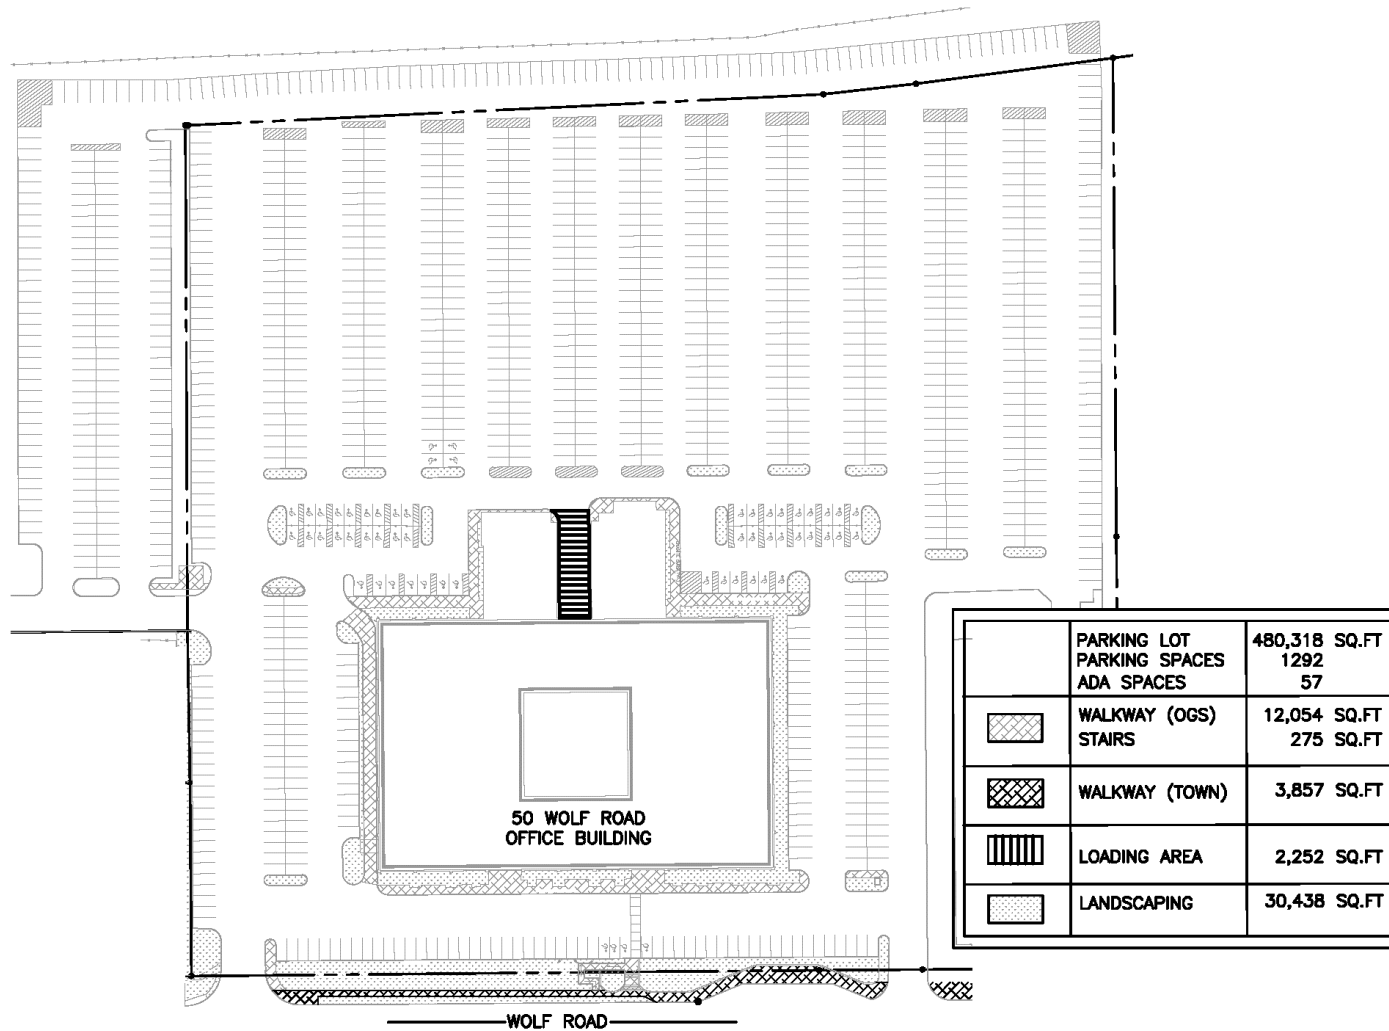 PARKING LOT 480,318 SQ.FT
PARKING SPACES 1292
ADA SPACES 57
WALKWAY (OGS) 12,054 SQ.FT
STAIRS 275 SQ.FT
WALKWAY (TOWN) 3,857 SQ.FT
50 WOLF ROAD
OFFICE BUILDING
LOADING AREA 2,252 SQ.FT
LANDSCAPING 30,438 SQ.FT
WOLF ROAD